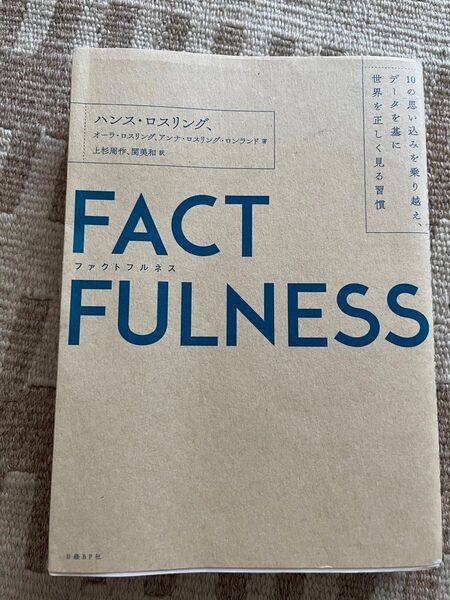 10の思い込みを乗り越え、
データを基に
世界を正しく見る習慣
ハンス・ロスリング、
オーラ・ロスリング、アンナ・ロスリング・ロンランド 著
上杉周作、関美和 訳
FACT
ファクトフルネス
FULNESS
日経BP社